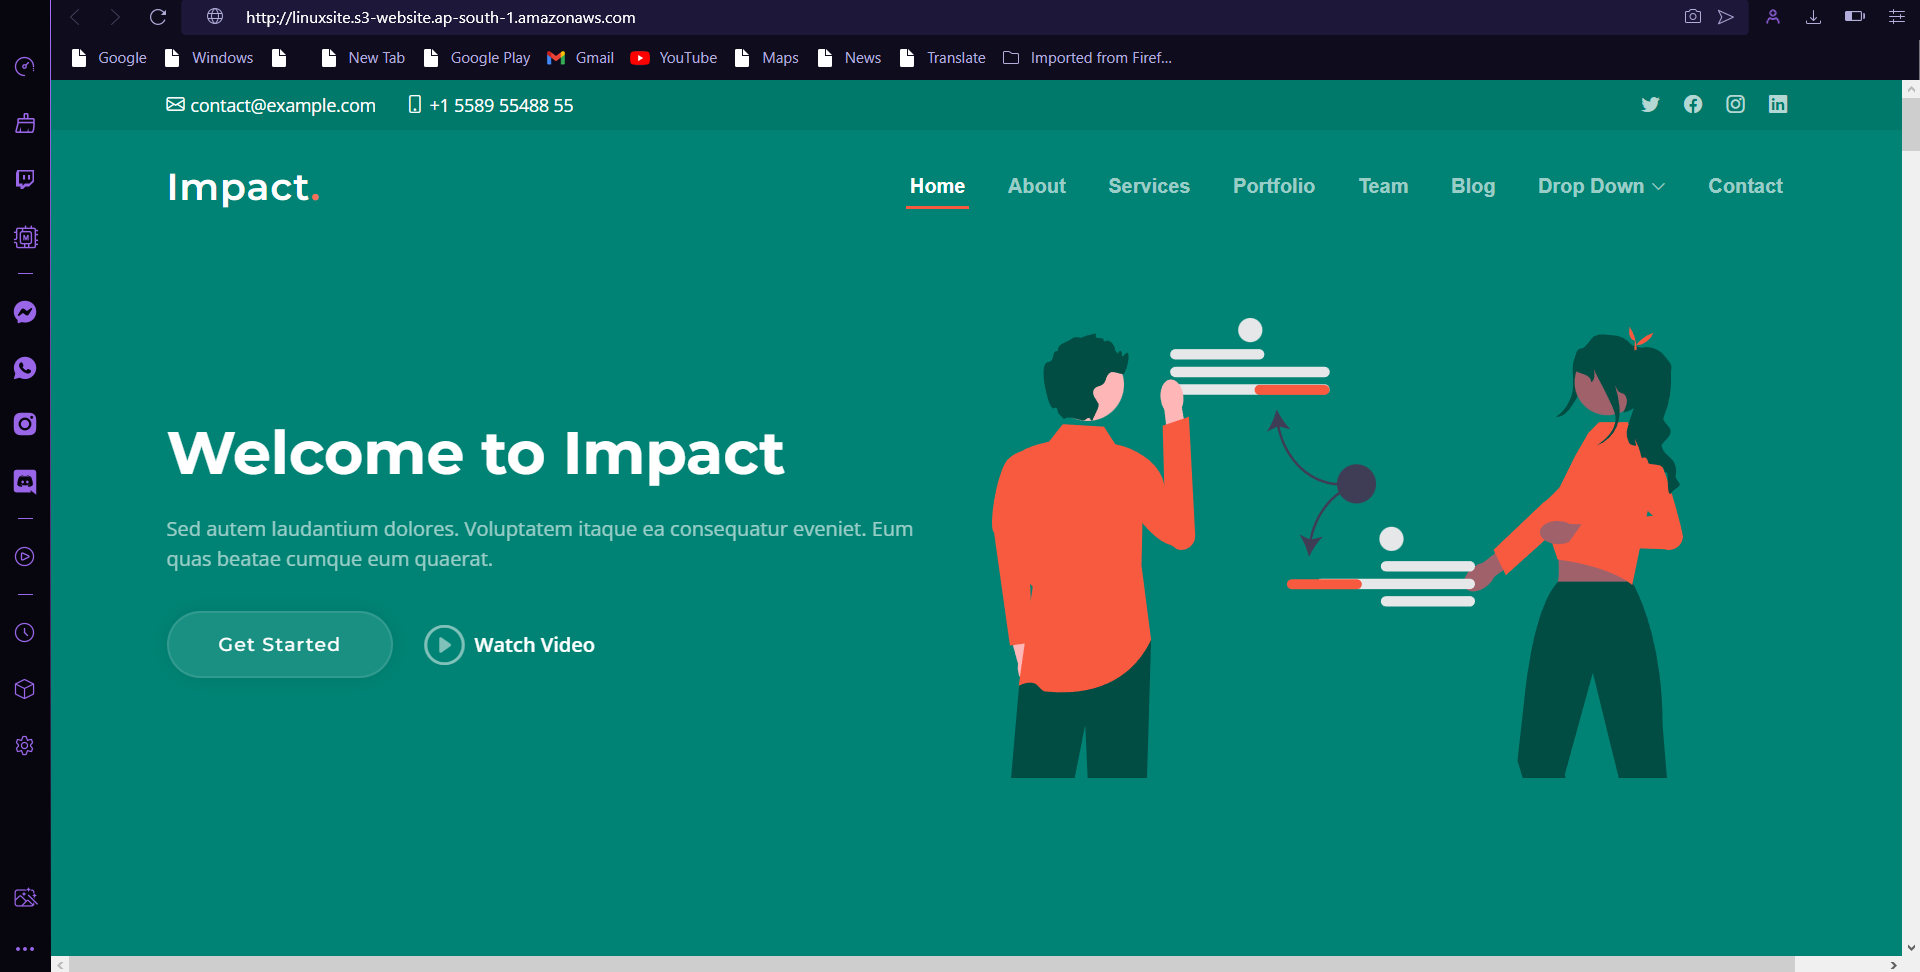 http://linuxsite.s3-website.ap-south-1.amazonaws.com
Google Windows New Tab Google Play Gmail YouTube Maps News Translate Imported from Firef...
contact@example.com +1 5589 55488 55
Impact.
Home About Services Portfolio Team Blog Drop Down Contact
Welcome to Impact
Sed autem laudantium dolores. Voluptatem itaque ea consequatur eveniet. Eum
quas beatae cumque eum quaerat.
Get Started Watch Video